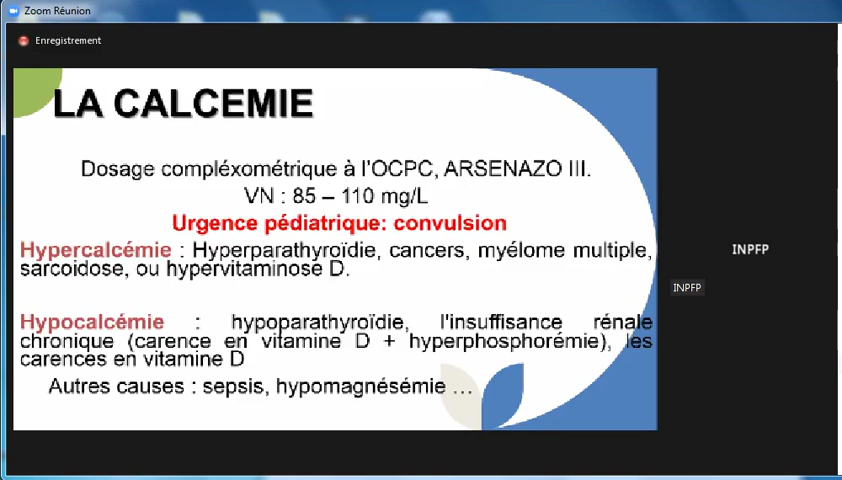 Zoom Réunion
Enregistrement
LA CALCEMIE
Dosage compléxométrique à l'OCPC, ARSENAZO III.
VN : 85 – 110 mg/L
Urgence pédiatrique: convulsion
Hypercalcémie : Hyperparathyroïdie, cancers, myélome multiple,
sarcoidose, ou hypervitaminose D.
Hypocalcémie : hypoparathyroïdie, l'insuffisance rénale
chronique (carence en vitamine D + hyperphosphorémie), les
carences en vitamine D
Autres causes : sepsis, hypomagnésémie ...
INPFP
INPFP